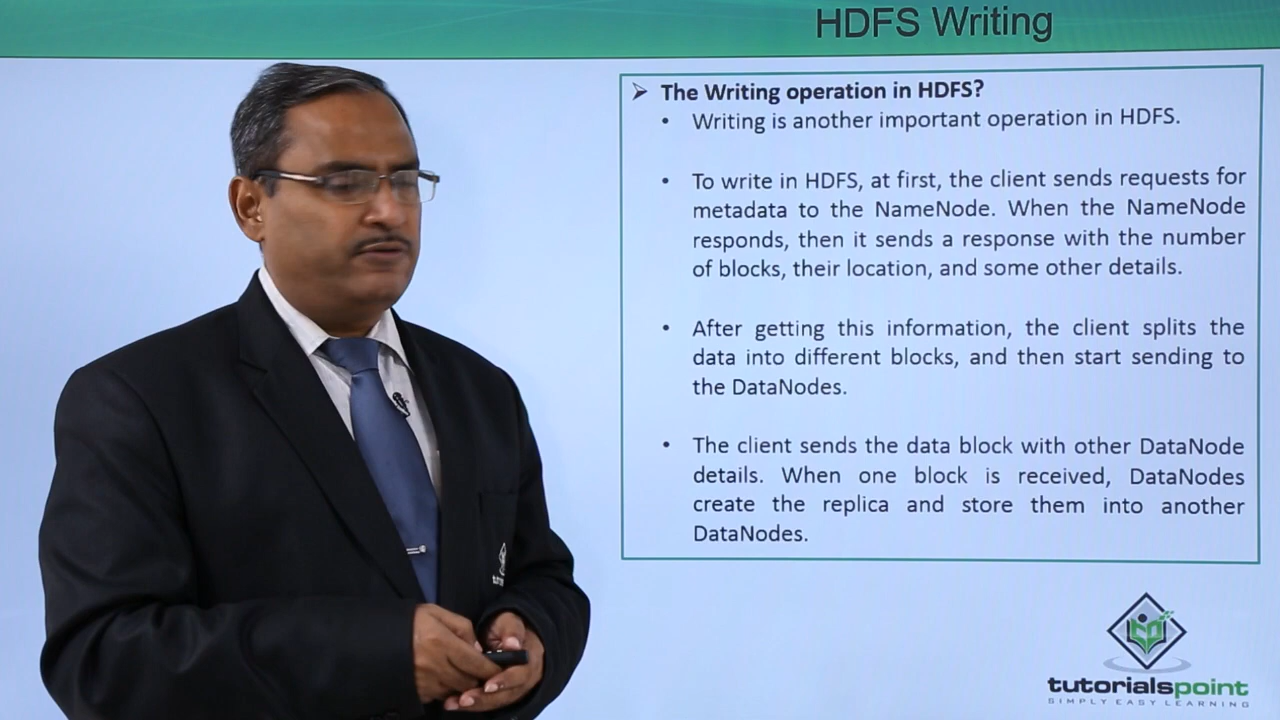 HDFS Writing
➢ The Writing operation in HDFS?
• Writing is another important operation in HDFS.
• To write in HDFS, at first, the client sends requests for
metadata to the NameNode. When the NameNode
responds, then it sends a response with the number
of blocks, their location, and some other details.
• After getting this information, the client splits the
data into different blocks, and then start sending to
the DataNodes.
• The client sends the data block with other DataNode
details. When one block is received, DataNodes
create the replica and store them into another
DataNodes.
tutorialspoint
SIMPLY EASY LEARNING